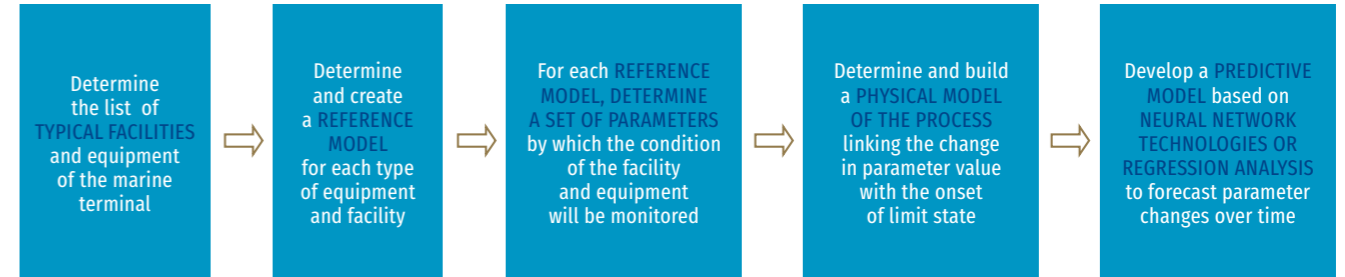 Determine
the list of
TYPICAL FACILITIES
and equipment
of the marine
terminal
Determine
and create
a REFERENCE
MODEL
for each type
of equipment
and facility
For each REFERENCE
MODEL, DETERMINE
A SET OF PARAMETERS
by which the condition
of the facility
and equipment
will be monitored
Determine and build
a PHYSICAL MODEL
OF THE PROCESS
linking the change
in parameter value
with the onset
of limit state
Develop a PREDICTIVE
MODEL based on
NEURAL NETWORK
TECHNOLOGIES OR
REGRESSION ANALYSIS
to forecast parameter
changes over time